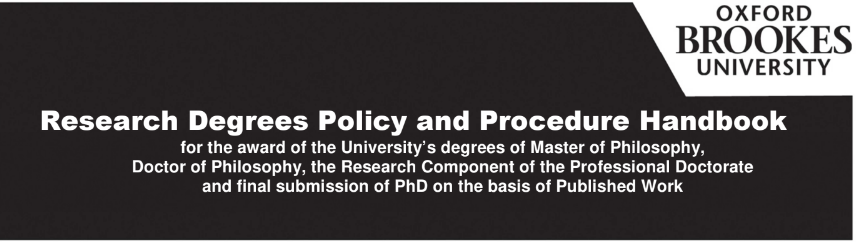 OXFORD
BROOKES
UNIVERSITY
Research Degrees Policy and Procedure Handbook
for the award of the University's degrees of Master of Philosophy,
Doctor of Philosophy, the Research Component of the Professional Doctorate
and final submission of PhD on the basis of Published Work